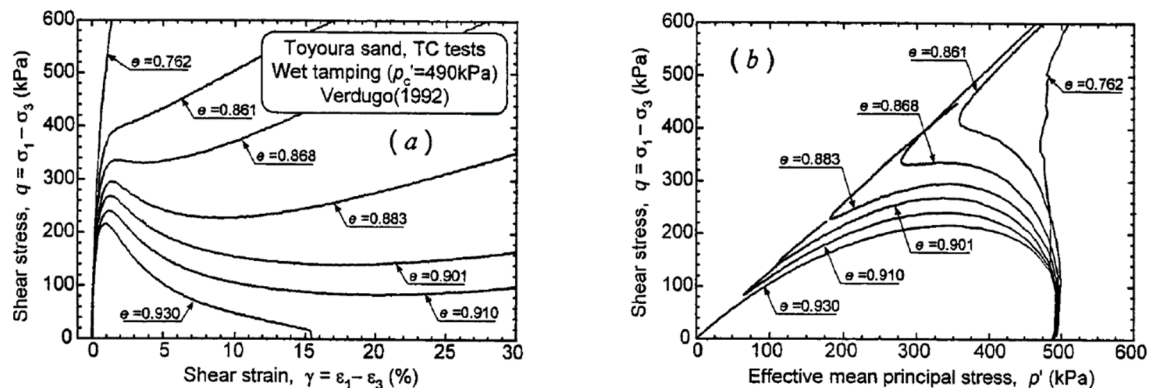 600
500
400
300
200
100
0
Shear stress, q = σ₁ − σ₃ (kPa)
e =0.762
Toyoura sand, TC tests
Wet tamping (p꜀'=490kPa)
Verdugo(1992)
e =0.861
(a)
e =0.868
e =0.883
e =0.901
e =0.910
e =0.930
0 5 10 15 20 25 30
Shear strain, γ = ε₁− ε₃ (%)
600
500
400
300
200
100
0
Shear stress, q = σ₁ − σ₃ (kPa)
(b)
e =0.861
e =0.762
e =0.868
e =0.883
e =0.901
e =0.910
e =0.930
0 100 200 300 400 500 600
Effective mean principal stress, p' (kPa)